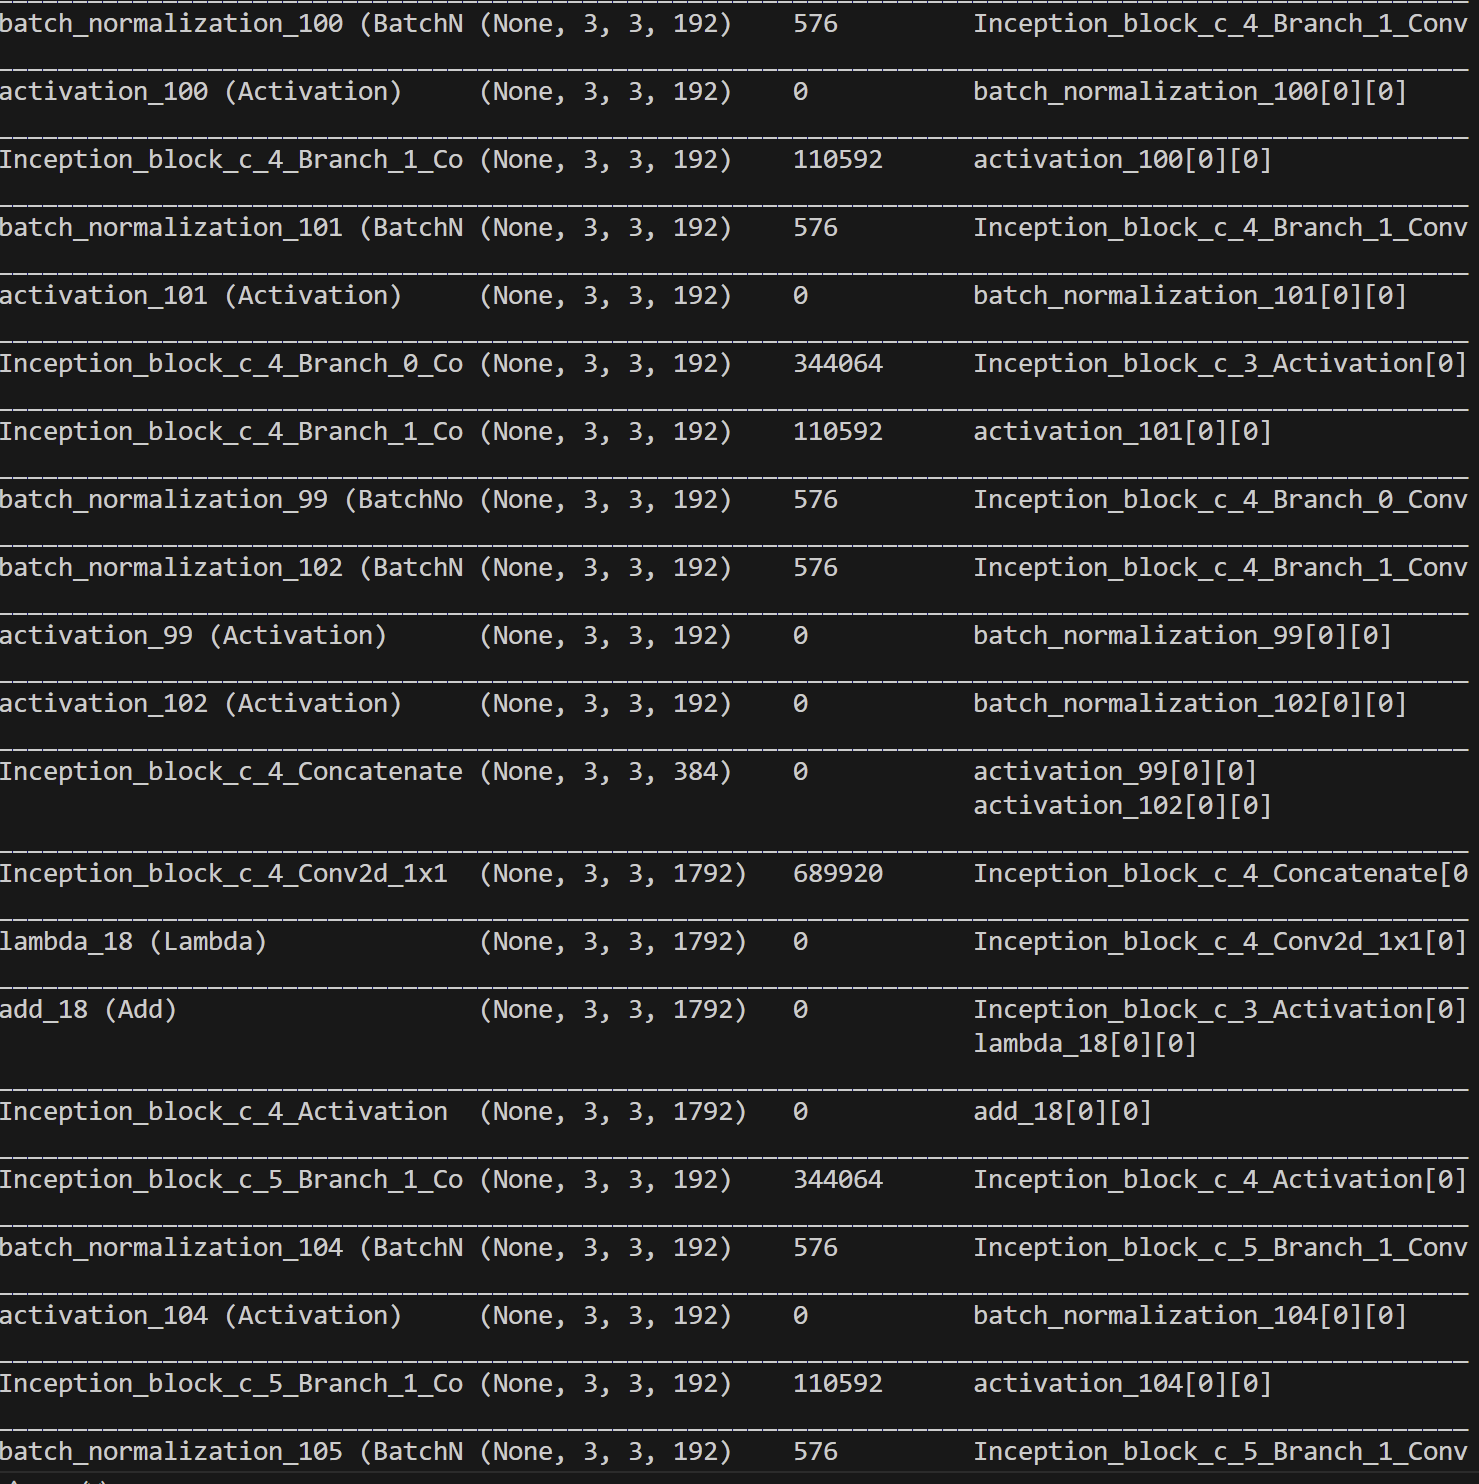 batch_normalization_100 (BatchN (None, 3, 3, 192)    576         Inception_block_c_4_Branch_1_Conv
activation_100 (Activation)     (None, 3, 3, 192)    0           batch_normalization_100[0][0]
Inception_block_c_4_Branch_1_Co (None, 3, 3, 192)    110592      activation_100[0][0]
batch_normalization_101 (BatchN (None, 3, 3, 192)    576         Inception_block_c_4_Branch_1_Conv
activation_101 (Activation)     (None, 3, 3, 192)    0           batch_normalization_101[0][0]
Inception_block_c_4_Branch_0_Co (None, 3, 3, 192)    344064      Inception_block_c_3_Activation[0]
Inception_block_c_4_Branch_1_Co (None, 3, 3, 192)    110592      activation_101[0][0]
batch_normalization_99 (BatchNo (None, 3, 3, 192)    576         Inception_block_c_4_Branch_0_Conv
batch_normalization_102 (BatchN (None, 3, 3, 192)    576         Inception_block_c_4_Branch_1_Conv
activation_99 (Activation)      (None, 3, 3, 192)    0           batch_normalization_99[0][0]
activation_102 (Activation)     (None, 3, 3, 192)    0           batch_normalization_102[0][0]
Inception_block_c_4_Concatenate (None, 3, 3, 384)    0           activation_99[0][0]
activation_102[0][0]
Inception_block_c_4_Conv2d_1x1  (None, 3, 3, 1792)   689920      Inception_block_c_4_Concatenate[0
lambda_18 (Lambda)              (None, 3, 3, 1792)   0           Inception_block_c_4_Conv2d_1x1[0]
add_18 (Add)                    (None, 3, 3, 1792)   0           Inception_block_c_3_Activation[0]
lambda_18[0][0]
Inception_block_c_4_Activation  (None, 3, 3, 1792)   0           add_18[0][0]
Inception_block_c_5_Branch_1_Co (None, 3, 3, 192)    344064      Inception_block_c_4_Activation[0]
batch_normalization_104 (BatchN (None, 3, 3, 192)    576         Inception_block_c_5_Branch_1_Conv
activation_104 (Activation)     (None, 3, 3, 192)    0           batch_normalization_104[0][0]
Inception_block_c_5_Branch_1_Co (None, 3, 3, 192)    110592      activation_104[0][0]
batch_normalization_105 (BatchN (None, 3, 3, 192)    576         Inception_block_c_5_Branch_1_Conv